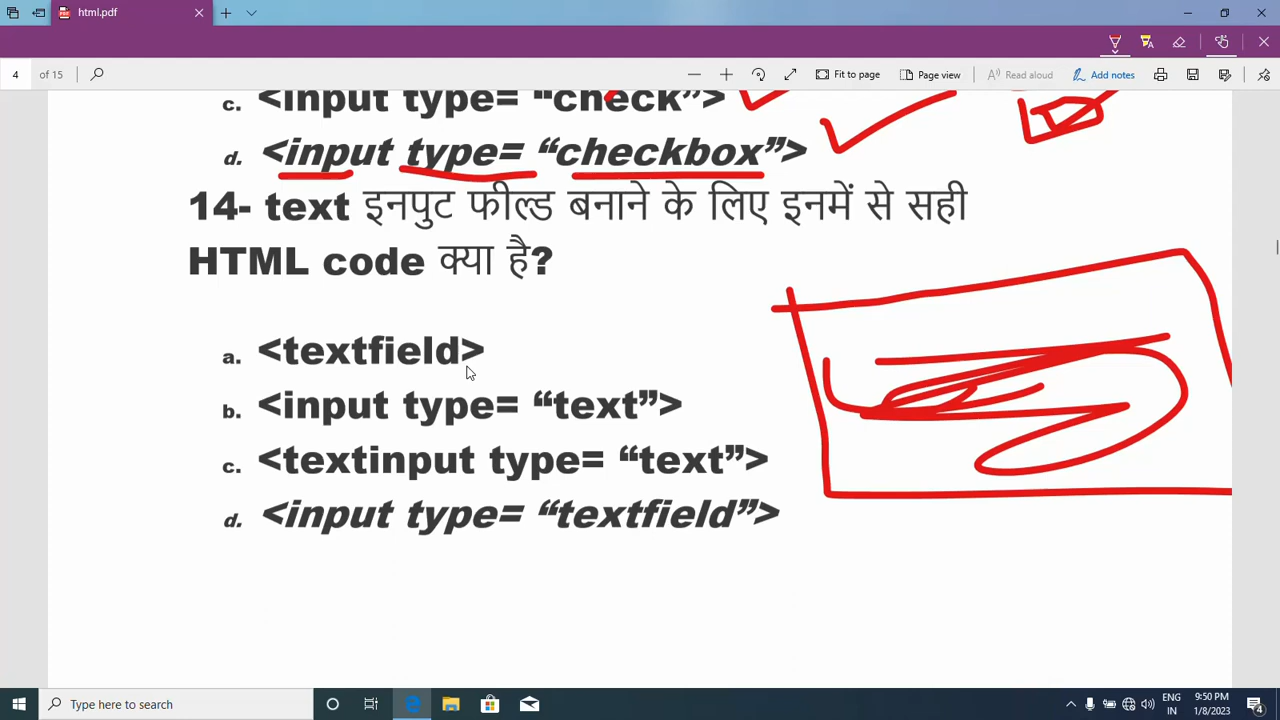 html.pdf
4 of 15
Fit to page
Page view
Read aloud
Add notes
c. <input type= “check”>
d. <input type= “checkbox”>
14- text इनपुट फील्ड बनाने के लिए इनमें से सही
HTML code क्या है?
a. <textfield>
b. <input type= “text”>
c. <textinput type= “text”>
d. <input type= “textfield”>
Type here to search
ENG 9:50 PM
IN 1/8/2023